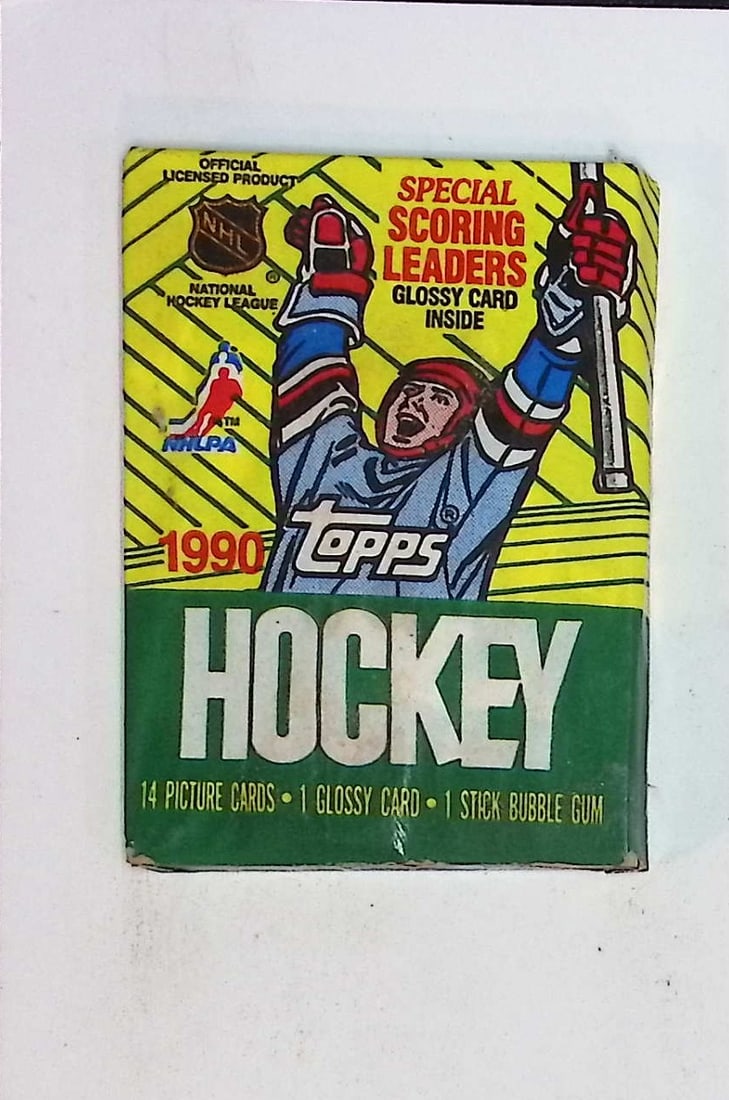 OFFICIAL
LICENSED PRODUCT
NHL
®
NATIONAL
HOCKEY LEAGUE
SPECIAL
SCORING
LEADERS
GLOSSY CARD
INSIDE
TM
NHLPA
1990
TOPPS®
HOCKEY
14 PICTURE CARDS • 1 GLOSSY CARD • 1 STICK BUBBLE GUM